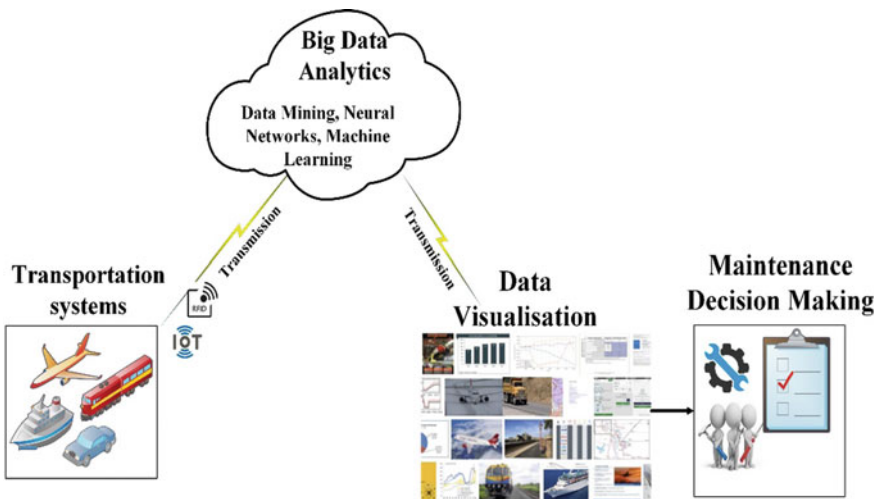 Big Data
Analytics
Data Mining, Neural
Networks, Machine
Learning
Transmission
Transmission
Transportation
systems
RFID
IOT
Data
Visualisation
Maintenance
Decision Making